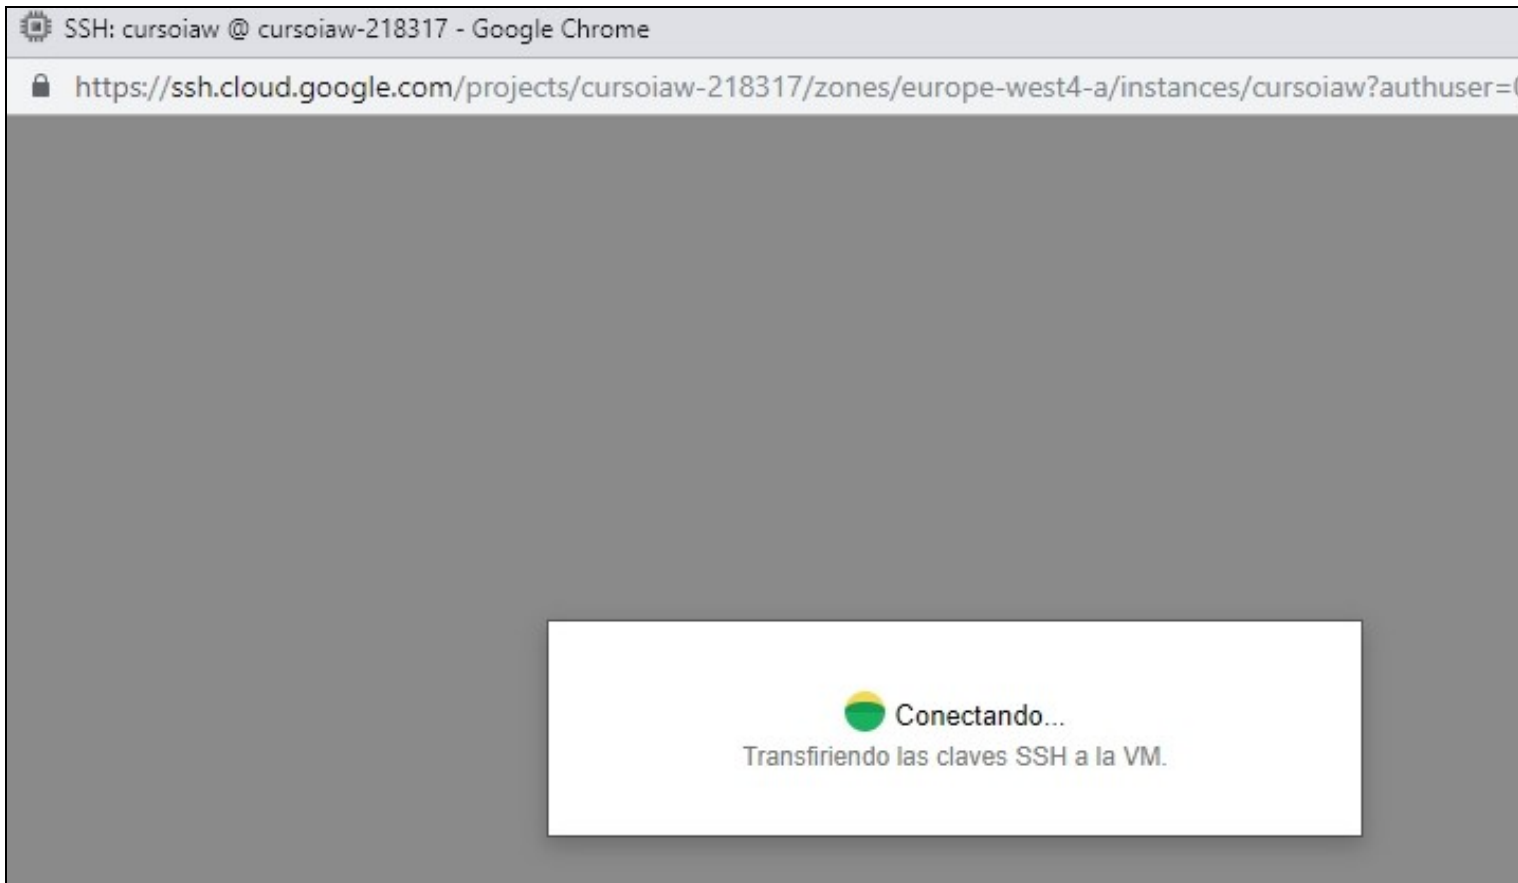 SSH: cursoiaw @ cursoiaw-218317 - Google Chrome
https://ssh.cloud.google.com/projects/cursoiaw-218317/zones/europe-west4-a/instances/cursoiaw?authuser=
Conectando...
Transfiriendo las claves SSH a la VM.